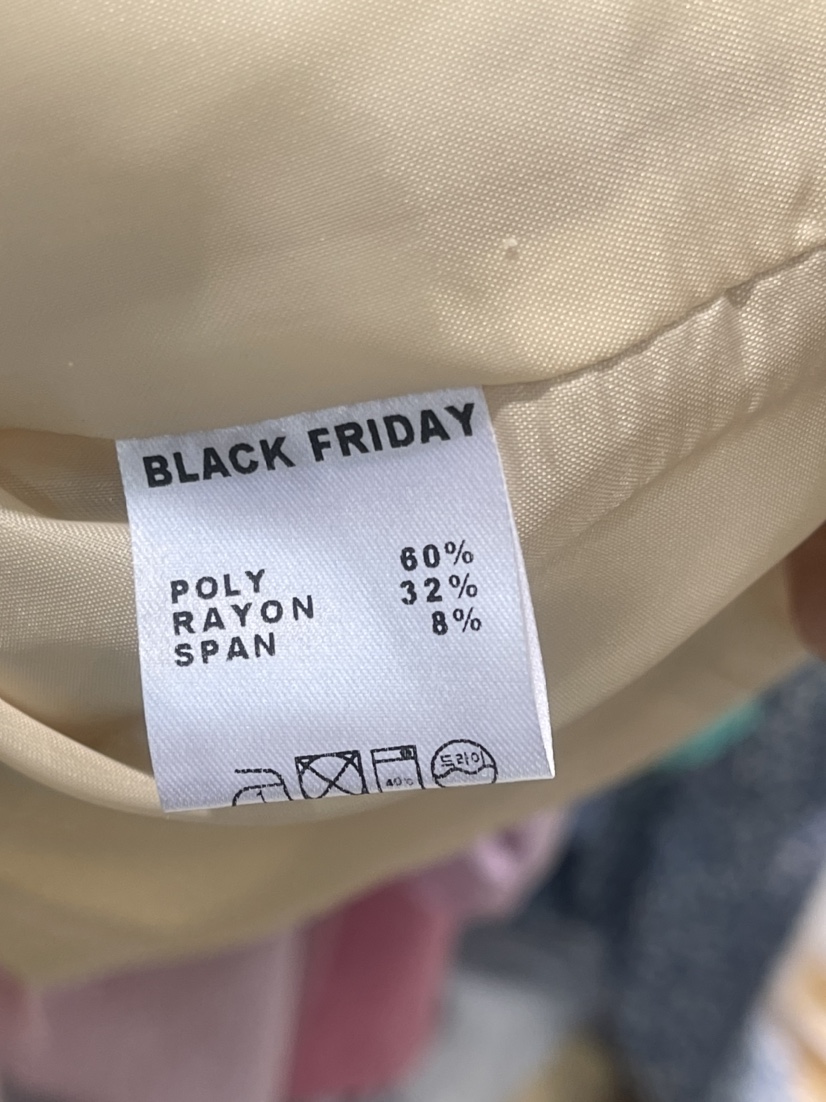 BLACK FRIDAY
POLY 60%
RAYON 32%
SPAN 8%
40℃ 드라이